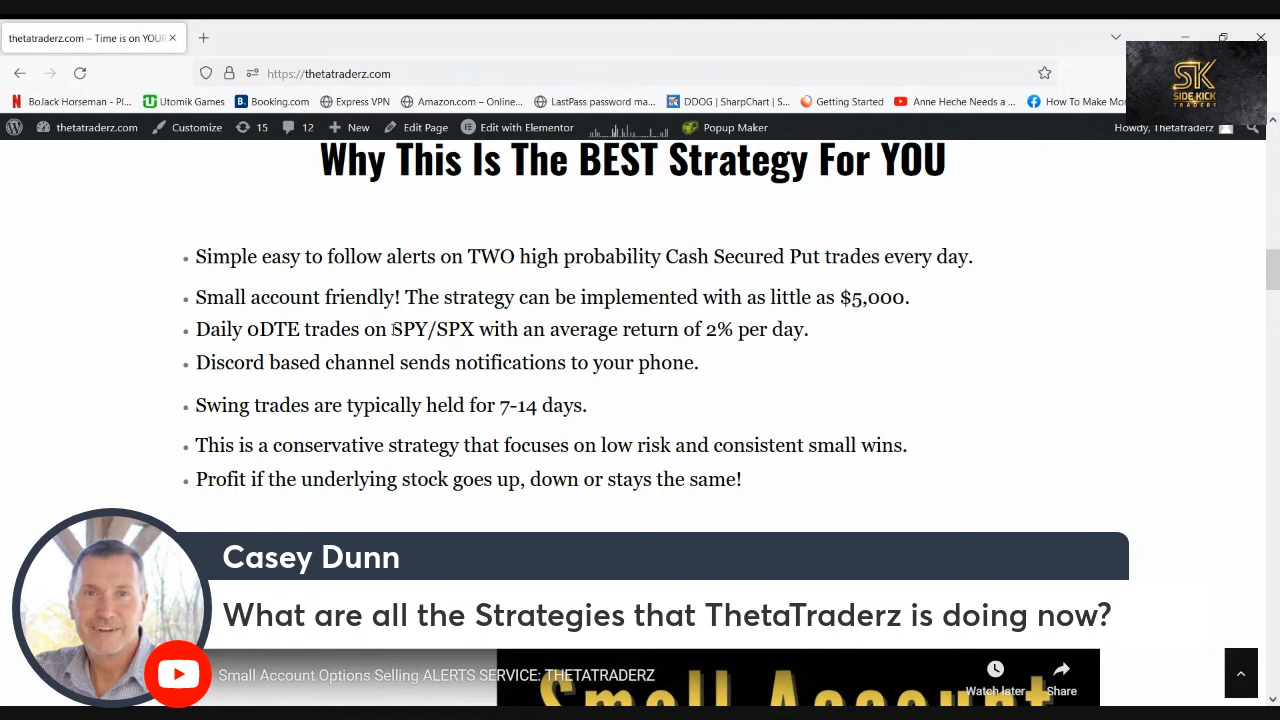 thetatraderz.com – Time is on YOUR
https://thetatraderz.com
SK
SIDE KICK
TRADERS
BoJack Horseman - Pl...
Utomik Games
Booking.com
Express VPN
Amazon.com...
LastPass password ma...
DDOG | SharpChart | S...
Getting Started
Anne Heche Needs a ...
How To Make Mo
thetatraderz.com
Customize
15
12
New
Edit Page
Edit with Elementor
Popup Maker
Howdy, Thetatraderz
Why This Is The BEST Strategy For YOU
• Simple easy to follow alerts on TWO high probability Cash Secured Put trades every day.
• Small account friendly! The strategy can be implemented with as little as $5,000.
• Daily 0DTE trades on SPY/SPX with an average return of 2% per day.
• Discord based channel sends notifications to your phone.
• Swing trades are typically held for 7-14 days.
• This is a conservative strategy that focuses on low risk and consistent small wins.
• Profit if the underlying stock goes up, down or stays the same!
Casey Dunn
What are all the Strategies that ThetaTraderz is doing now?
Small Account Options Selling ALERTS SERVICE: THETATRADERZ
Watch later
Share
Small Account